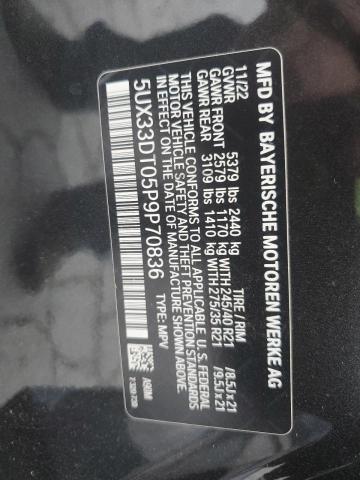 MFD BY BAYERISCHE MOTOREN WERKE AG
11/22
GVWR 5379 lbs 2440 kg TIRE / RIM
GAWR FRONT 2579 lbs 1170 kg WITH 245/40 R21 /8.5Jx21
GAWR REAR 3109 lbs 1410 kg WITH 275/35 R21 /9.5Jx21
THIS VEHICLE CONFORMS TO ALL APPLICABLE U. S. FEDERAL
MOTOR VEHICLE SAFETY AND THEFT PREVENTION STANDARDS
IN EFFECT ON THE DATE OF MANUFACTURE SHOWN ABOVE.
5UX33DT05P9P70836 TYPE: MPV
A90M